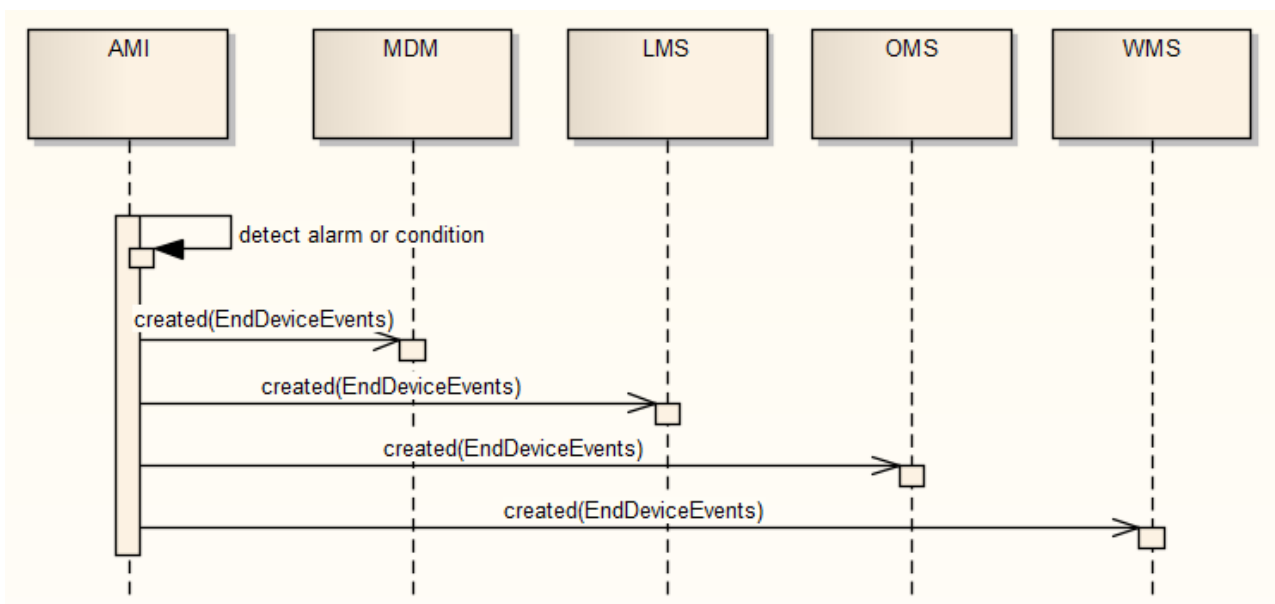 AMI
MDM
LMS
OMS
WMS
detect alarm or condition
created(EndDeviceEvents)
created(EndDeviceEvents)
created(EndDeviceEvents)
created(EndDeviceEvents)